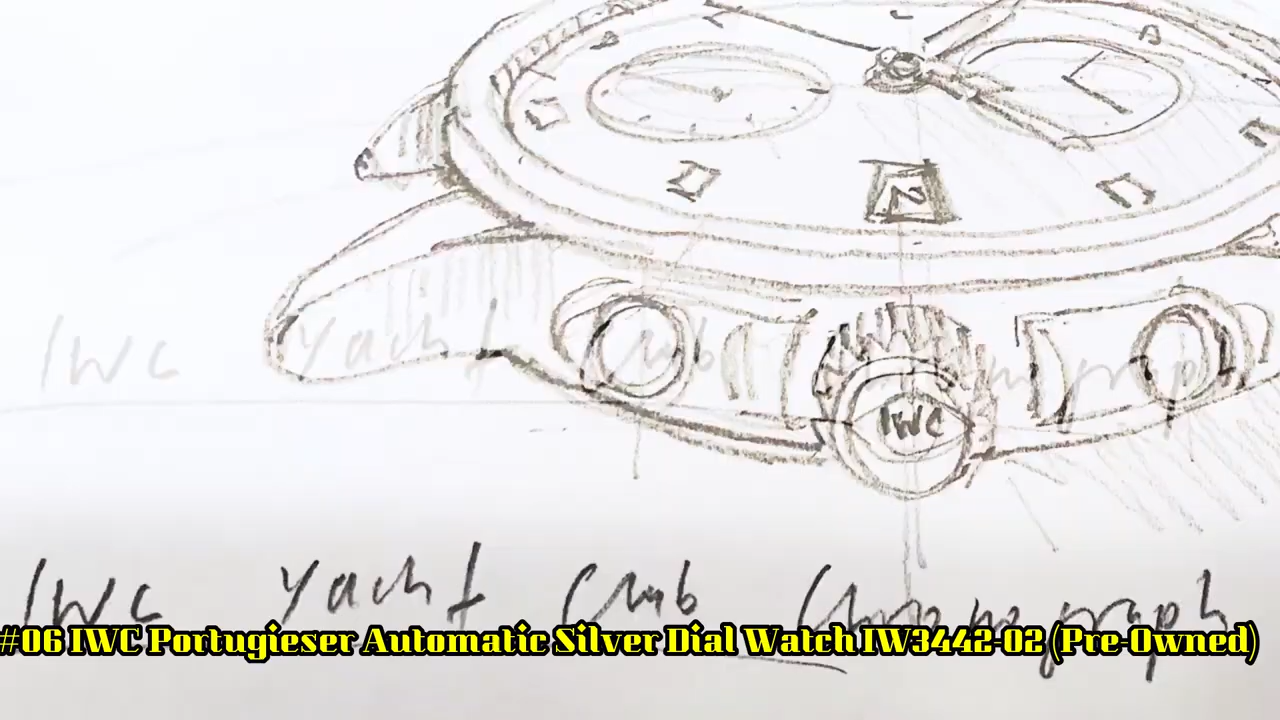 IWC Yacht Club Chronograph
IWC
IWC Yacht Club Chronograph
#06 IWC Portugieser Automatic Silver Dial Watch IW3442-02 (Pre-Owned)